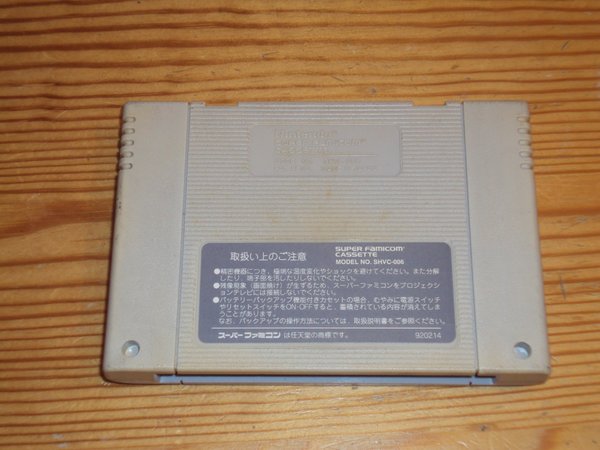 Nintendo
取扱い上のご注意
SUPER FAMICOM
CASSETTE
MODEL NO. SHVC-006
●精密機器につき、極端な温度変化やショックを避けてください。また分解
したり、端子部を汚したりしないでください。
●残像現象（画面焼け）が生ずるため、スーパーファミコンをプロジェク
ションテレビには接続しないでください。
●バッテリーバックアップ機能付きカセットの場合、むやみに電源スイッチ
やリセットスイッチをON・OFFすると、蓄積されている内容が消えてしま
うことがあります。
なお、バックアップの操作方法については、取扱説明書をご参照ください。
スーパーファミコンは任天堂の商標です。
920214